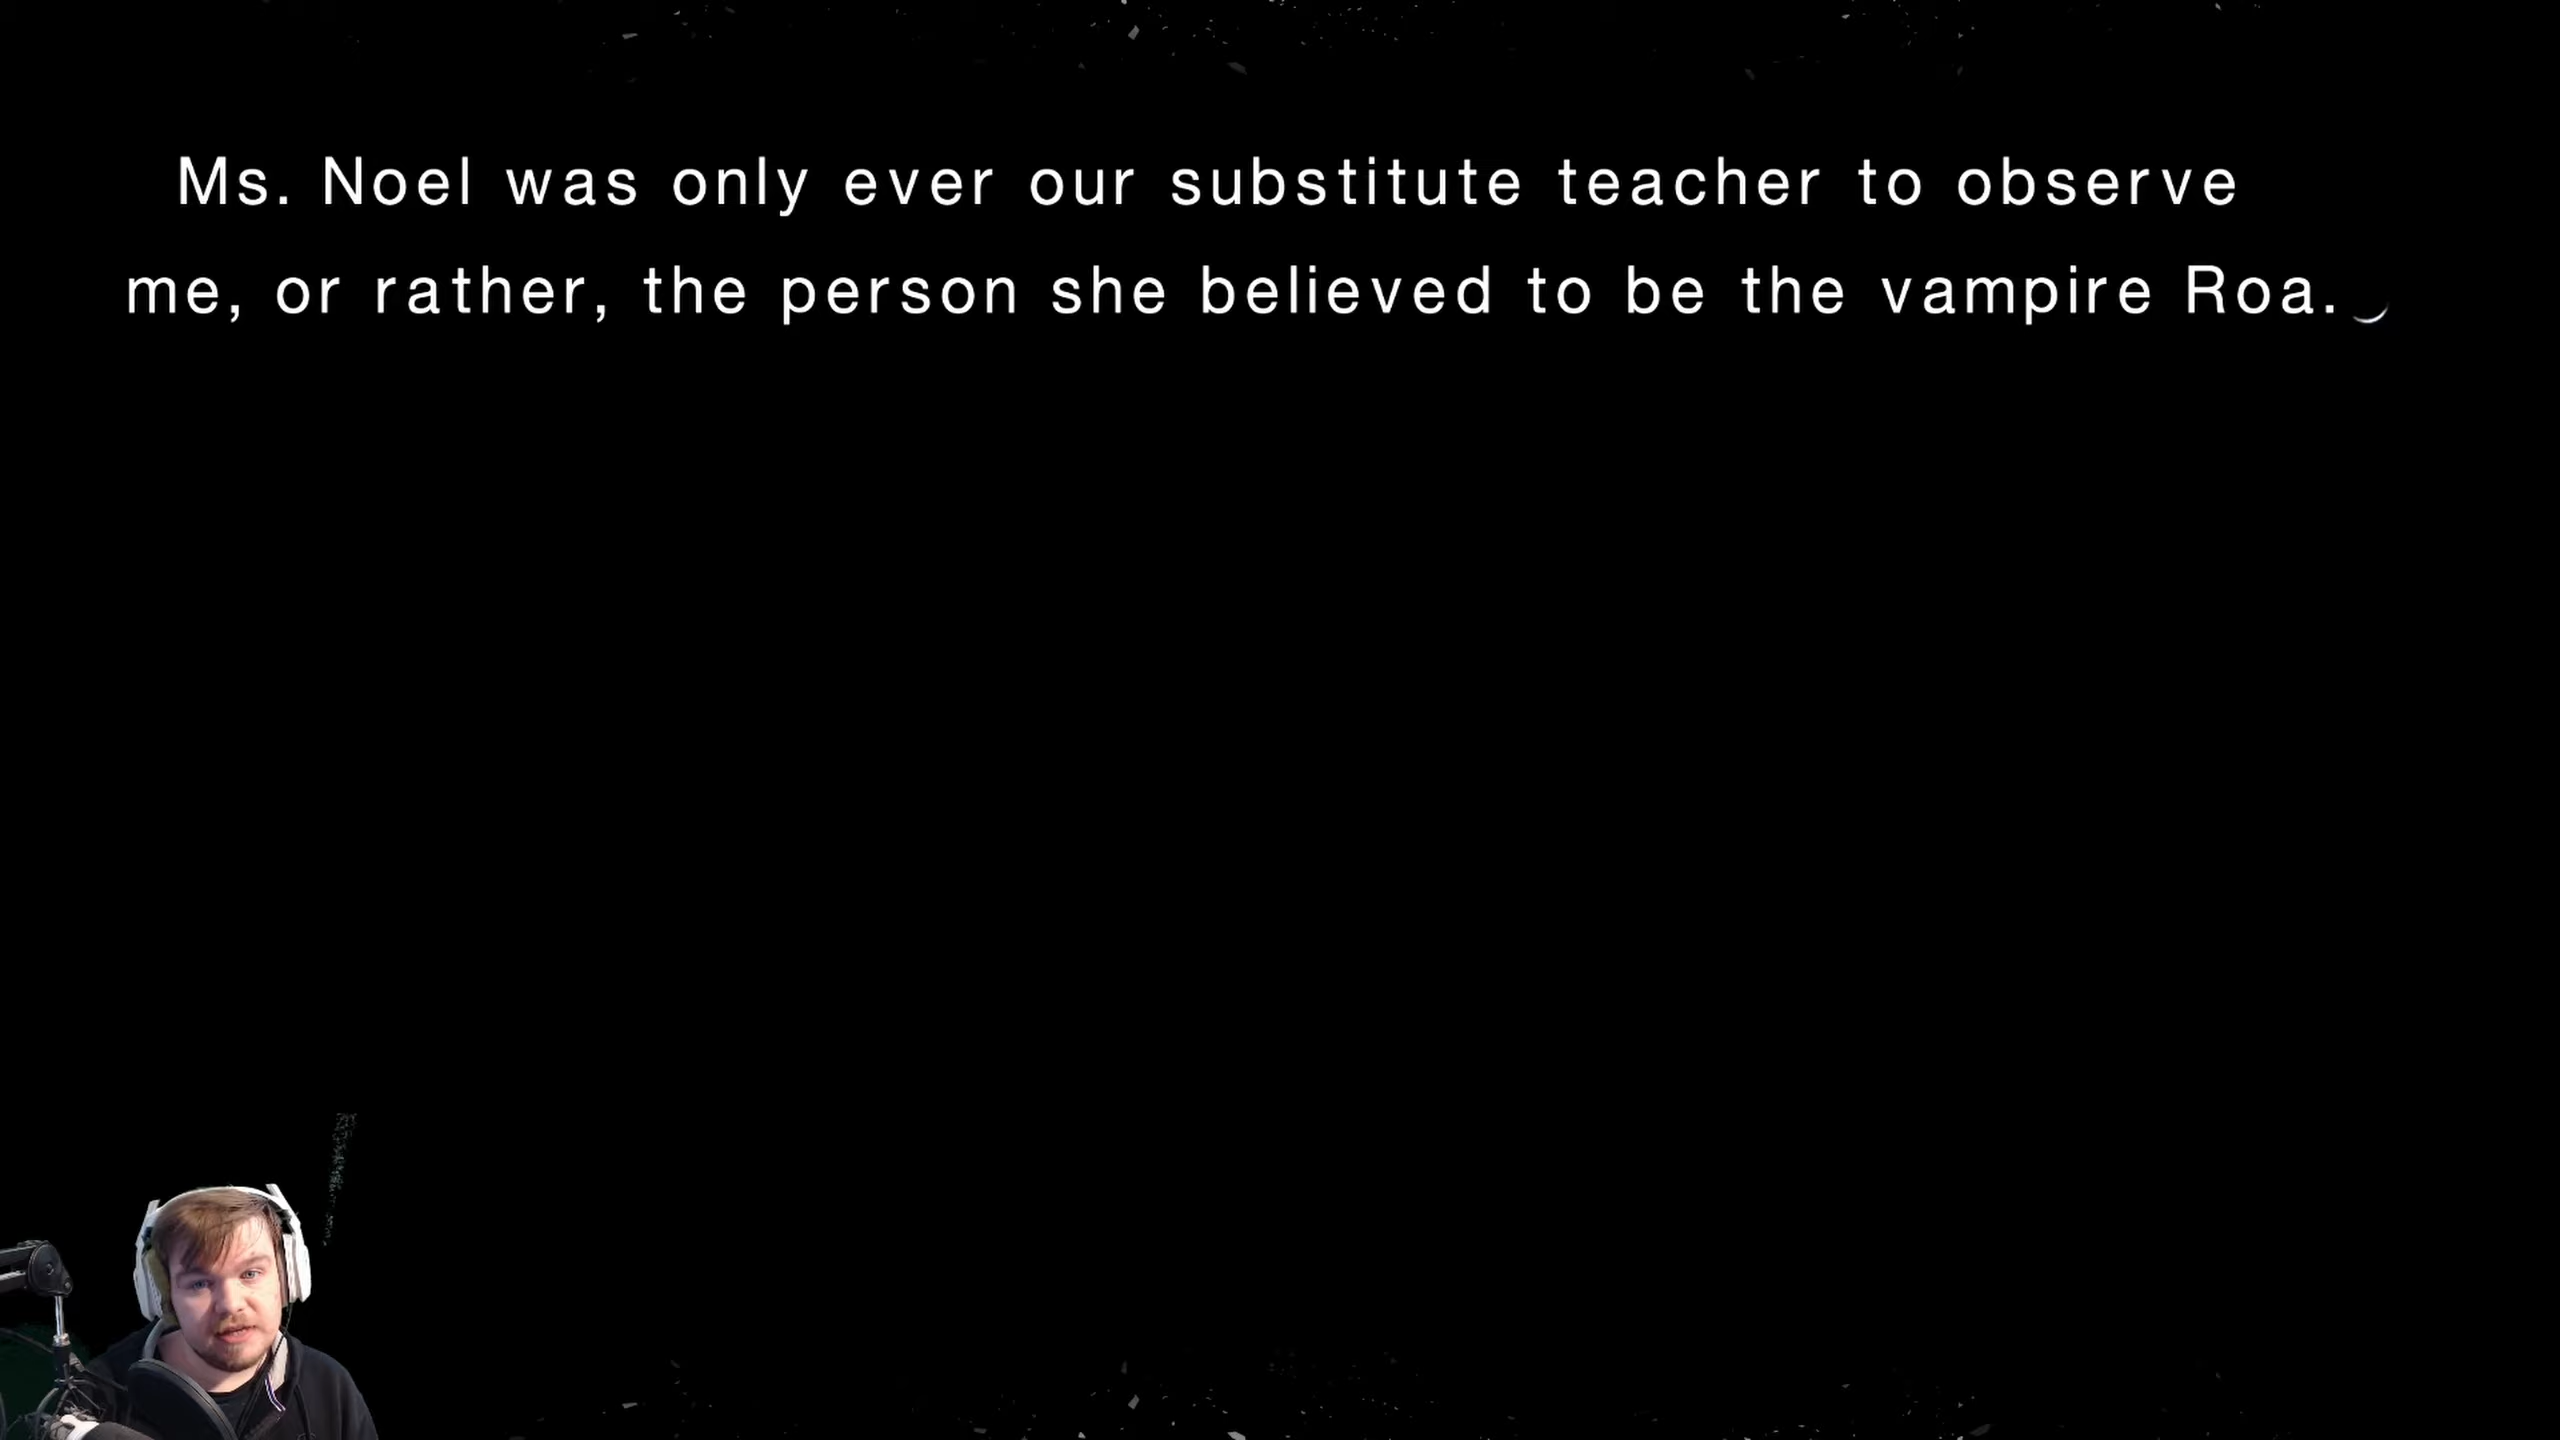 Ms. Noel was only ever our substitute teacher to observe
me, or rather, the person she believed to be the vampire Roa.